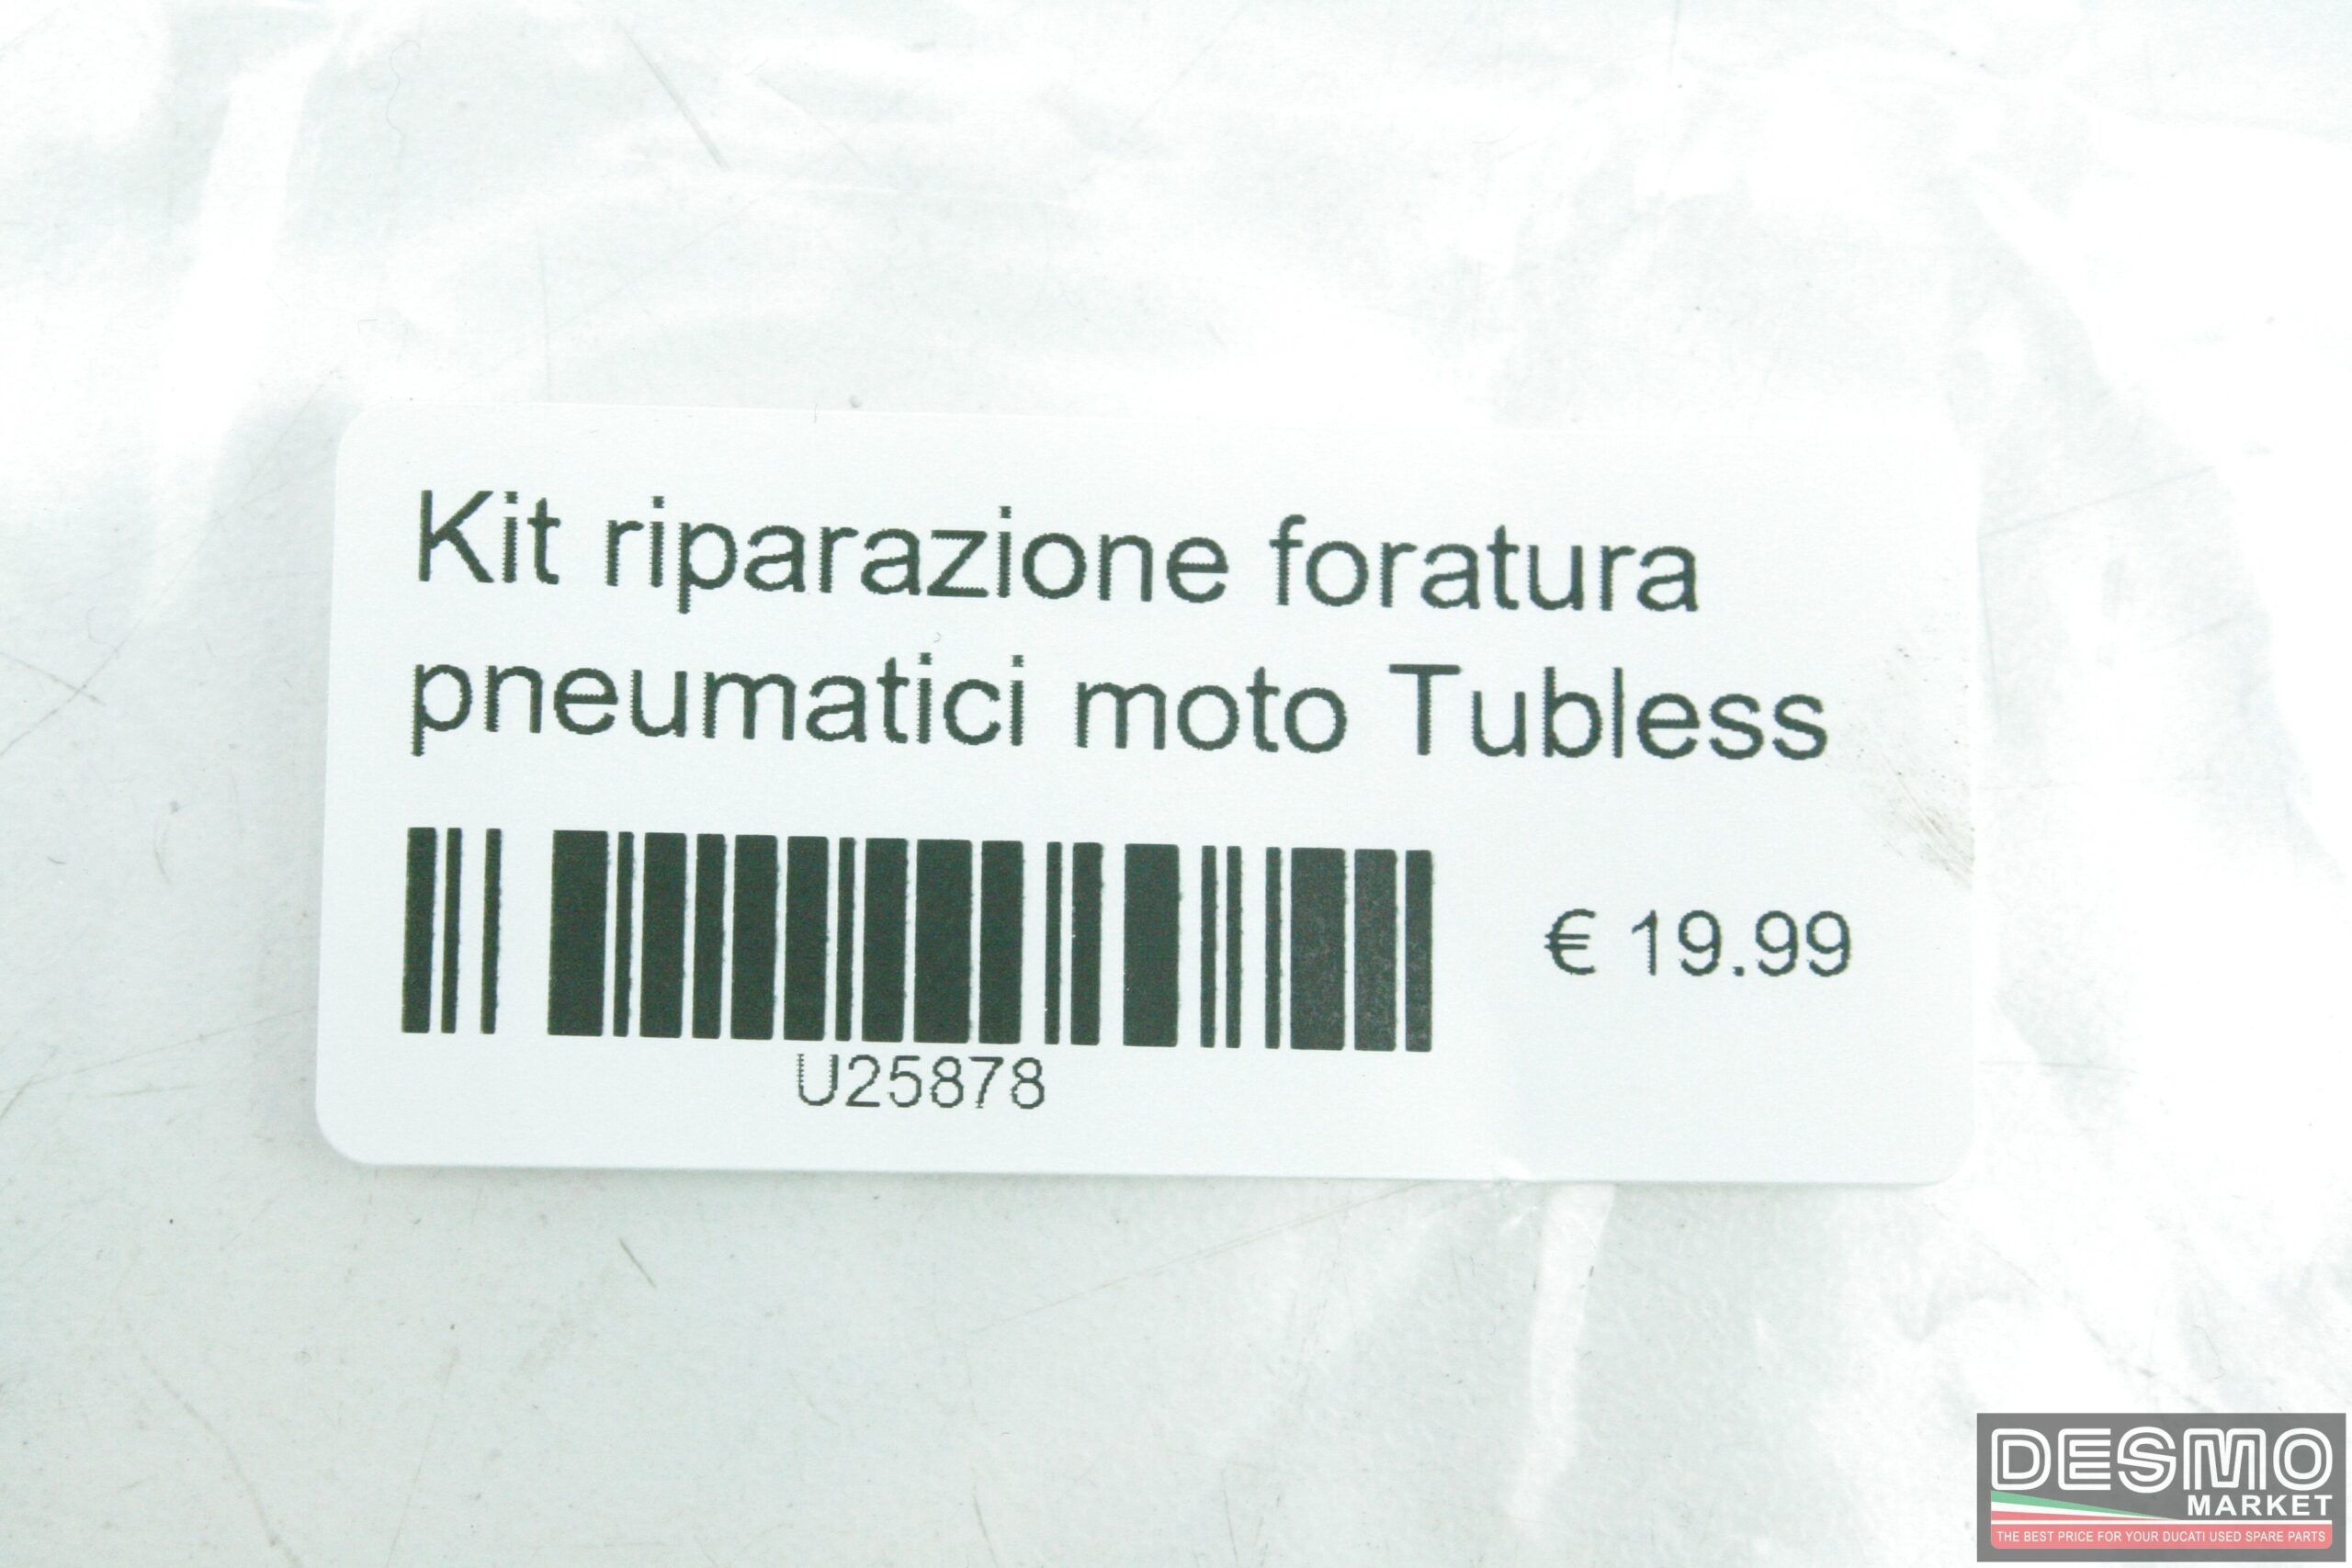 Kit riparazione foratura
pneumatici moto Tubless
€ 19.99
U25878
DESMO
MARKET
THE BEST PRICE FOR YOUR DUCATI USED SPARE PARTS